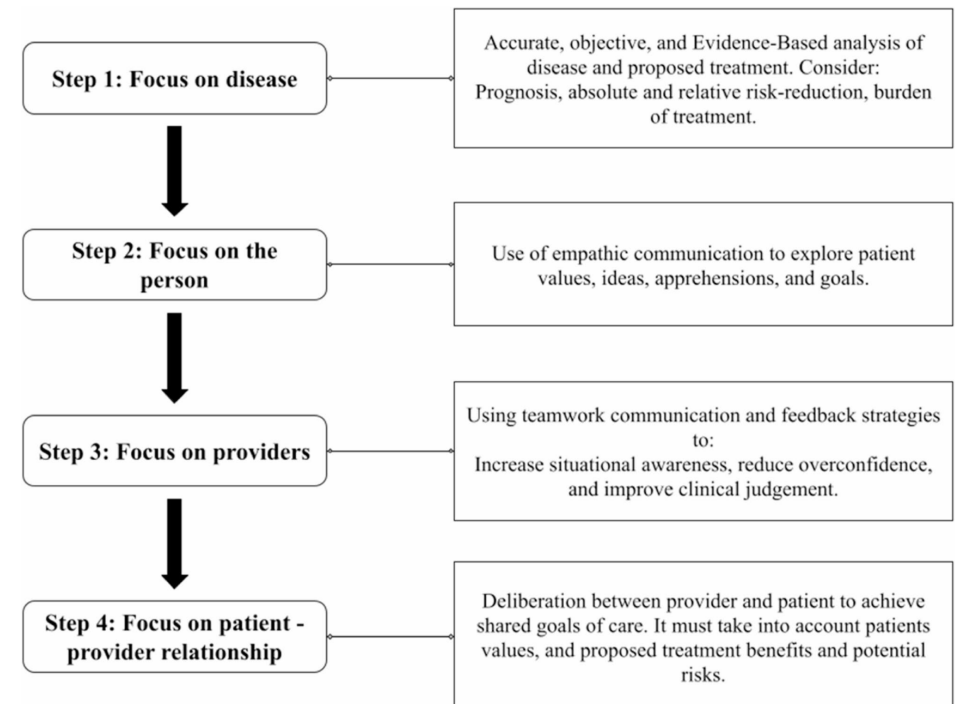 Step 1: Focus on disease
Accurate, objective, and Evidence-Based analysis of
disease and proposed treatment. Consider:
Prognosis, absolute and relative risk-reduction, burden
of treatment.
Step 2: Focus on the
person
Use of empathic communication to explore patient
values, ideas, apprehensions, and goals.
Step 3: Focus on providers
Using teamwork communication and feedback strategies
to:
Increase situational awareness, reduce overconfidence,
and improve clinical judgement.
Step 4: Focus on patient -
provider relationship
Deliberation between provider and patient to achieve
shared goals of care. It must take into account patients
values, and proposed treatment benefits and potential
risks.